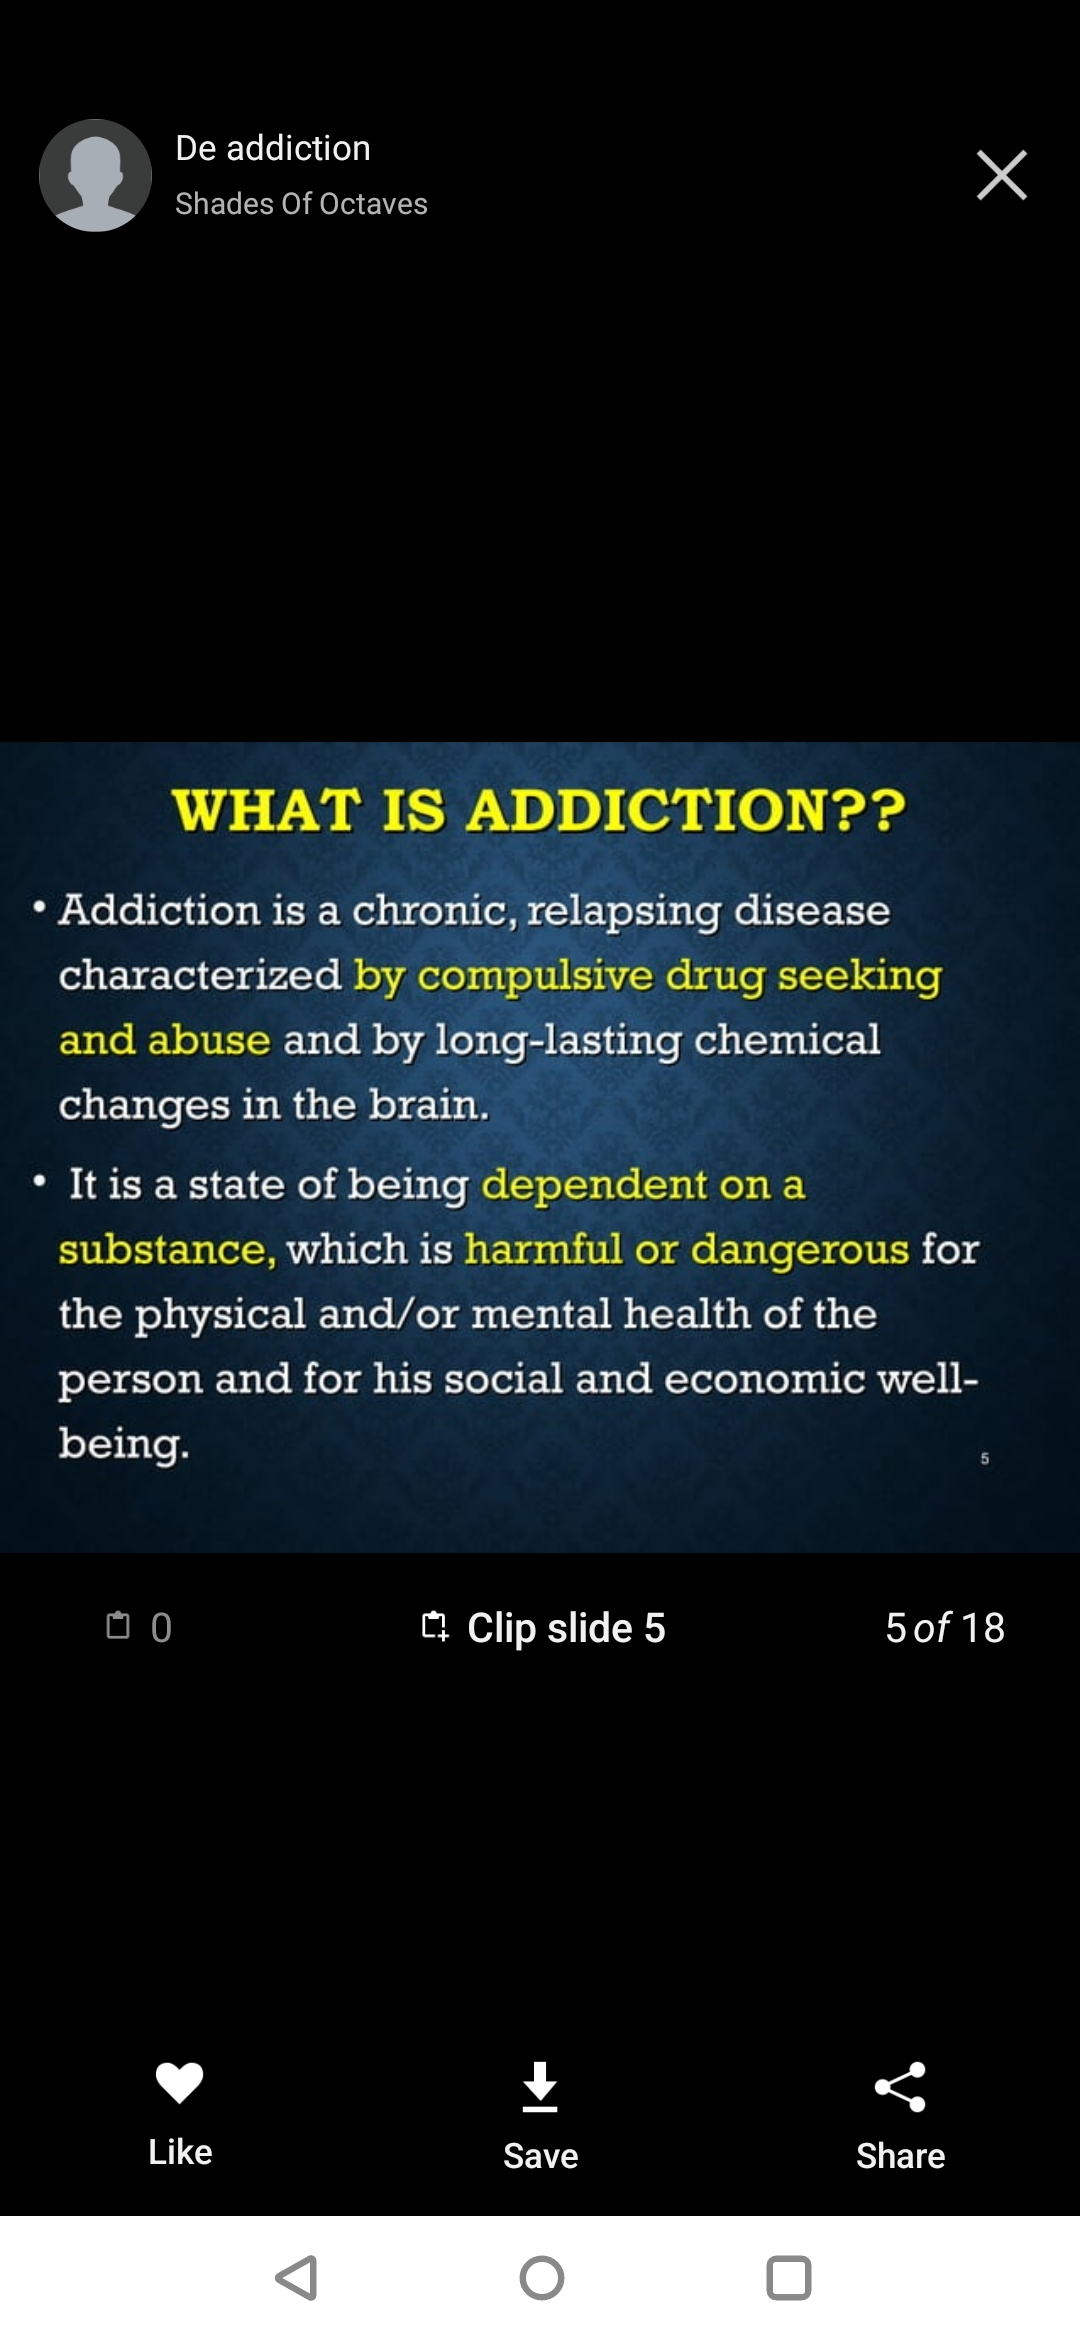 De addiction
Shades Of Octaves
WHAT IS ADDICTION??
• Addiction is a chronic, relapsing disease
characterized by compulsive drug seeking
and abuse and by long-lasting chemical
changes in the brain.
• It is a state of being dependent on a
substance, which is harmful or dangerous for
the physical and/or mental health of the
person and for his social and economic well-
being.
5
0 Clip slide 5 5 of 18
Like Save Share